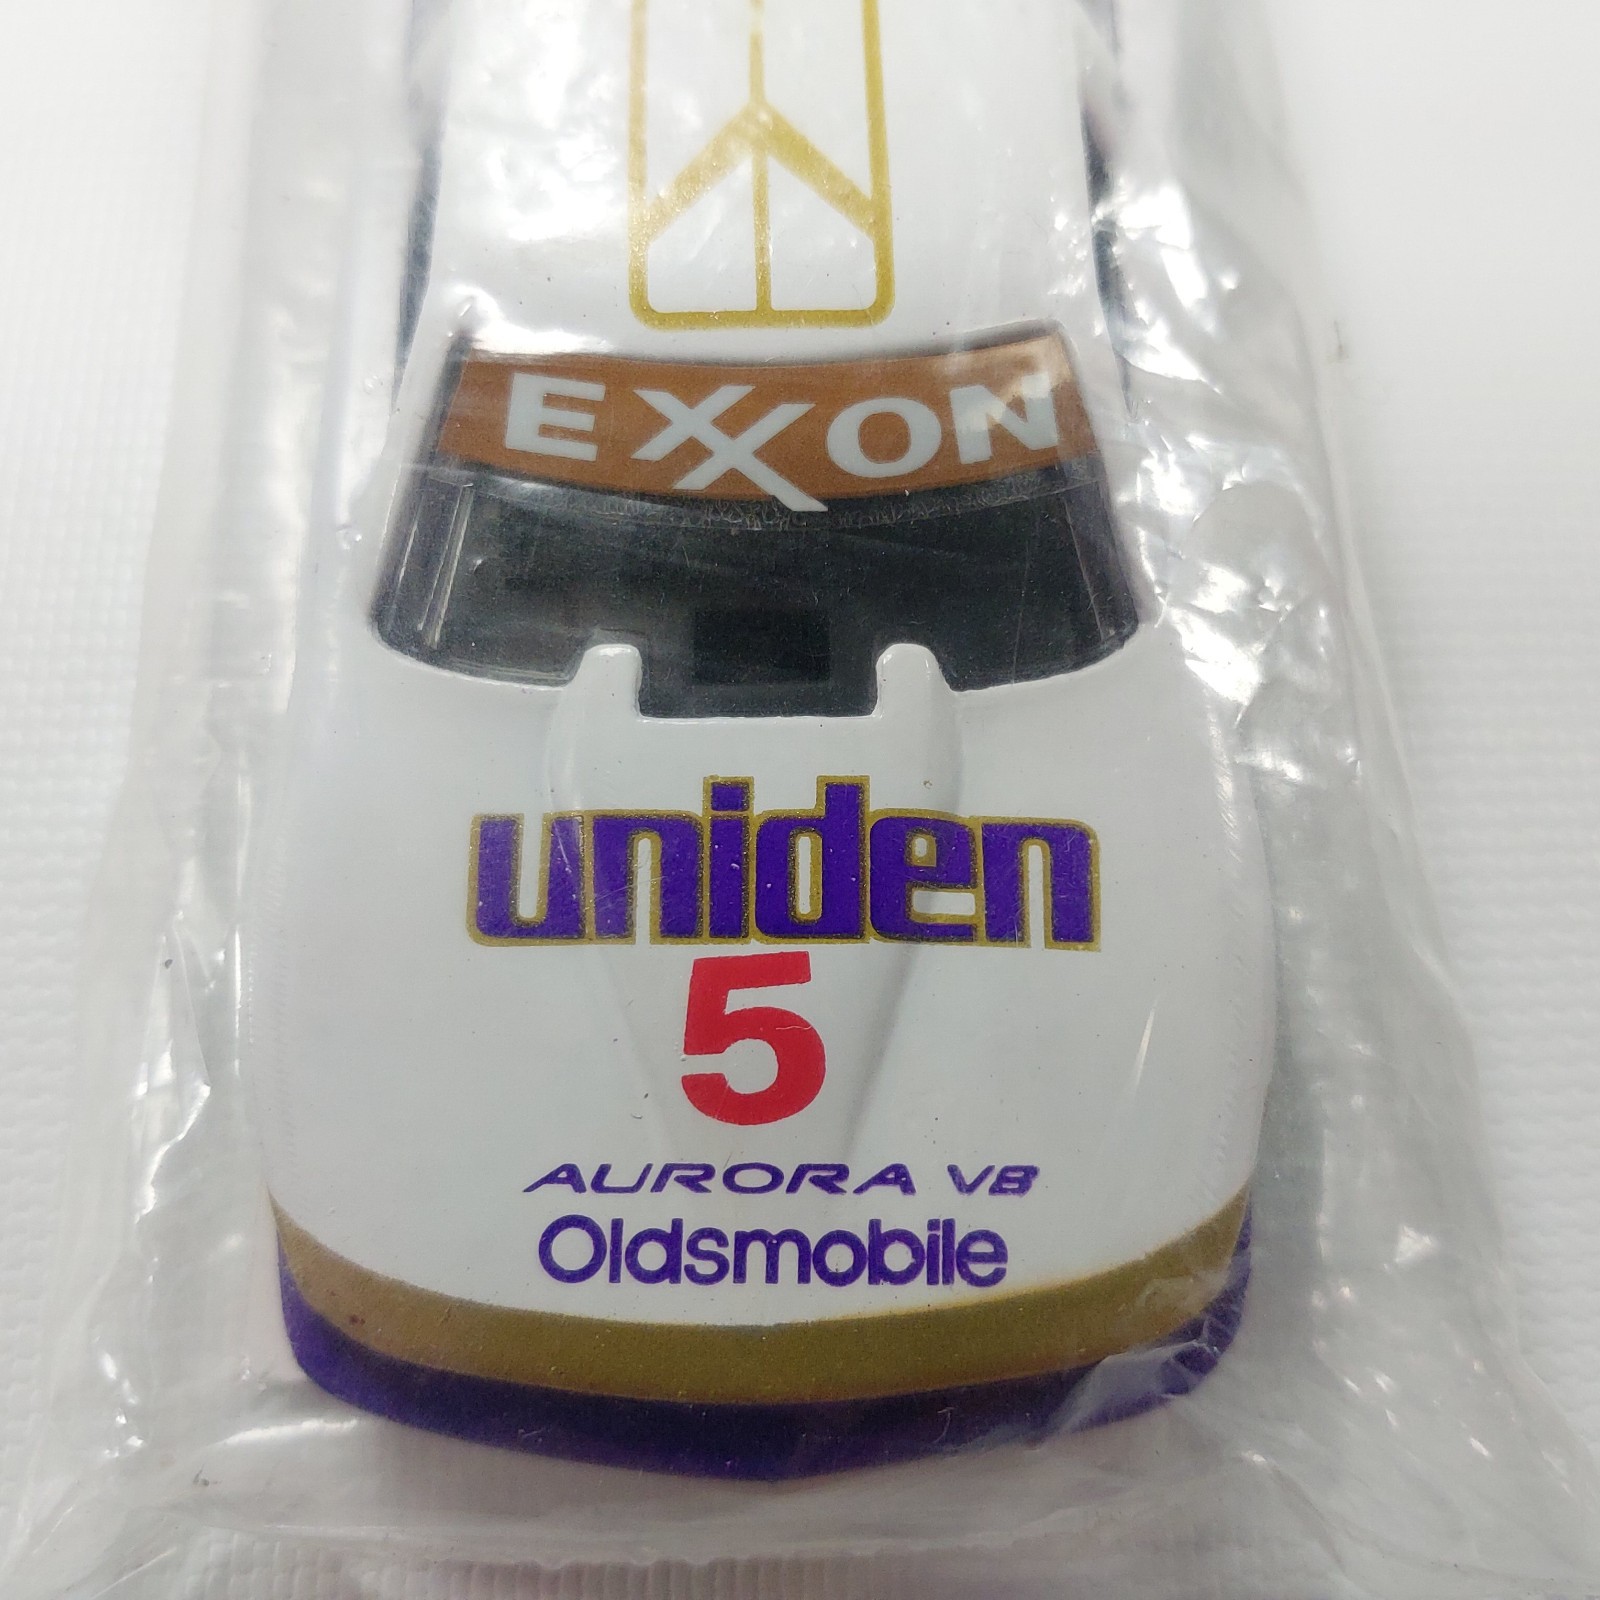 EXXON
uniden
5
AURORA V8
Oldsmobile